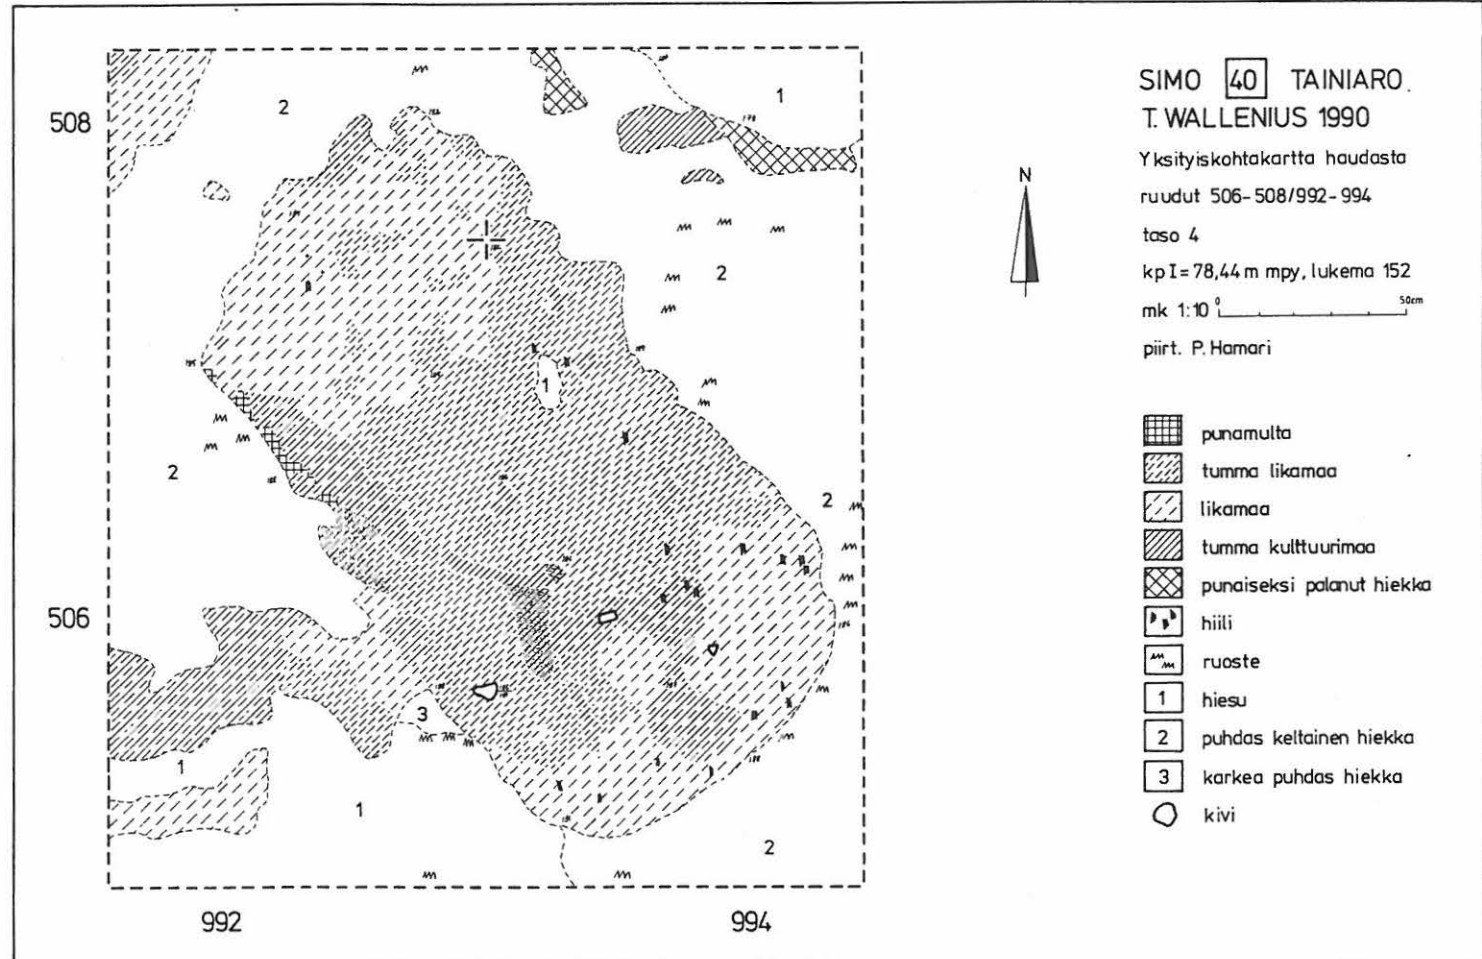 SIMO 40 TAINIARO.
T. WALLENIUS 1990
Yksityiskohtakartta haudasta
ruudut 506-508/992-994
taso 4
kp I=78,44m mpy, lukema 152
mk 1:10 0 50cm
piirt. P. Hamari
N
508
506
992
994
2
1
2
1
2
2
3
1
1
2
punamulta
tumma likamaa
likamaa
tumma kulttuurimaa
punaiseksi palanut hiekka
hiili
ruoste
1 hiesu
2 puhdas keltainen hiekka
3 karkea puhdas hiekka
kivi